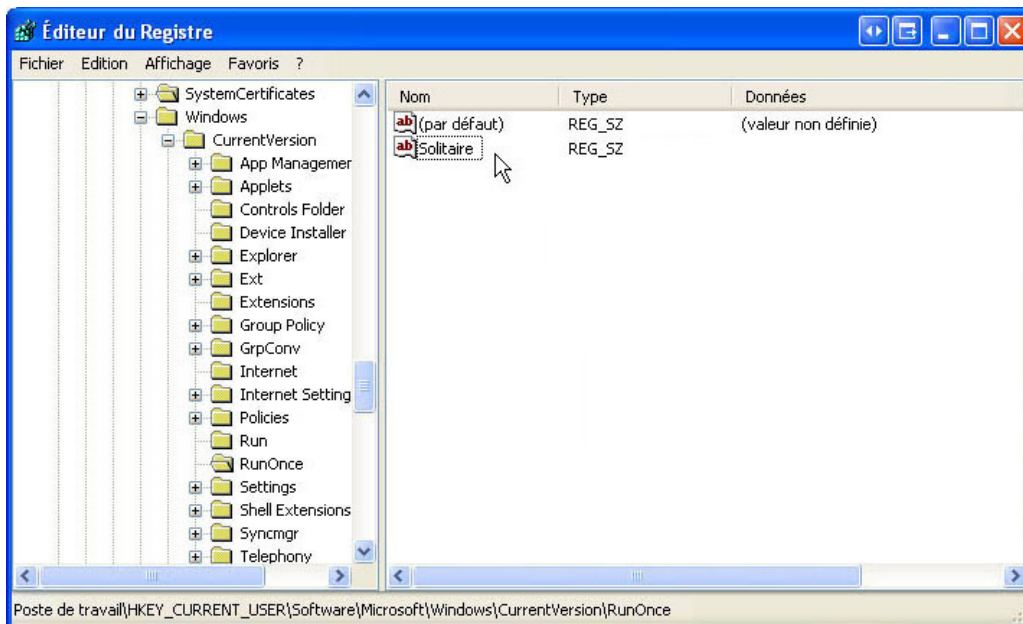 Éditeur du Registre
Fichier Edition Affichage Favoris ?
SystemCertificates
Windows
CurrentVersion
App Managemer
Applets
Controls Folder
Device Installer
Explorer
Ext
Extensions
Group Policy
GrpConv
Internet
Internet Setting
Policies
Run
RunOnce
Settings
Shell Extensions
Syncmgr
Telephony
Nom Type Données
ab (par défaut) REG_SZ (valeur non définie)
ab Solitaire REG_SZ
Poste de travail\HKEY_CURRENT_USER\Software\Microsoft\Windows\CurrentVersion\RunOnce